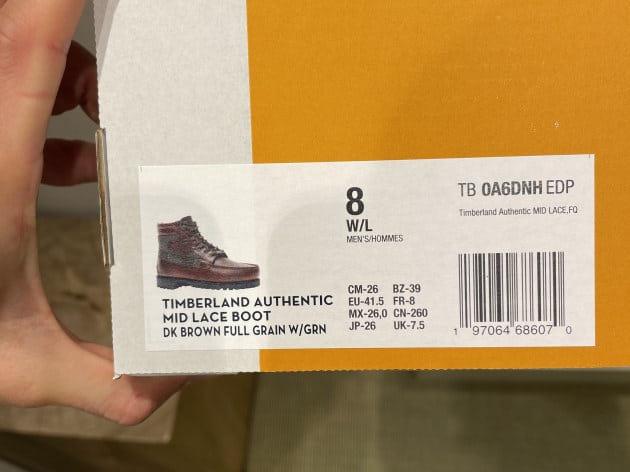 8
W/L
MEN'S/HOMMES
TB 0A6DNH EDP
Timberland Authentic MID LACE,FQ
TIMBERLAND AUTHENTIC
MID LACE BOOT
DK BROWN FULL GRAIN W/GRN
CM-26 BZ-39
EU-41.5 FR-8
MX-26,0 CN-260
JP-26 UK-7.5
1 97064 68607 0